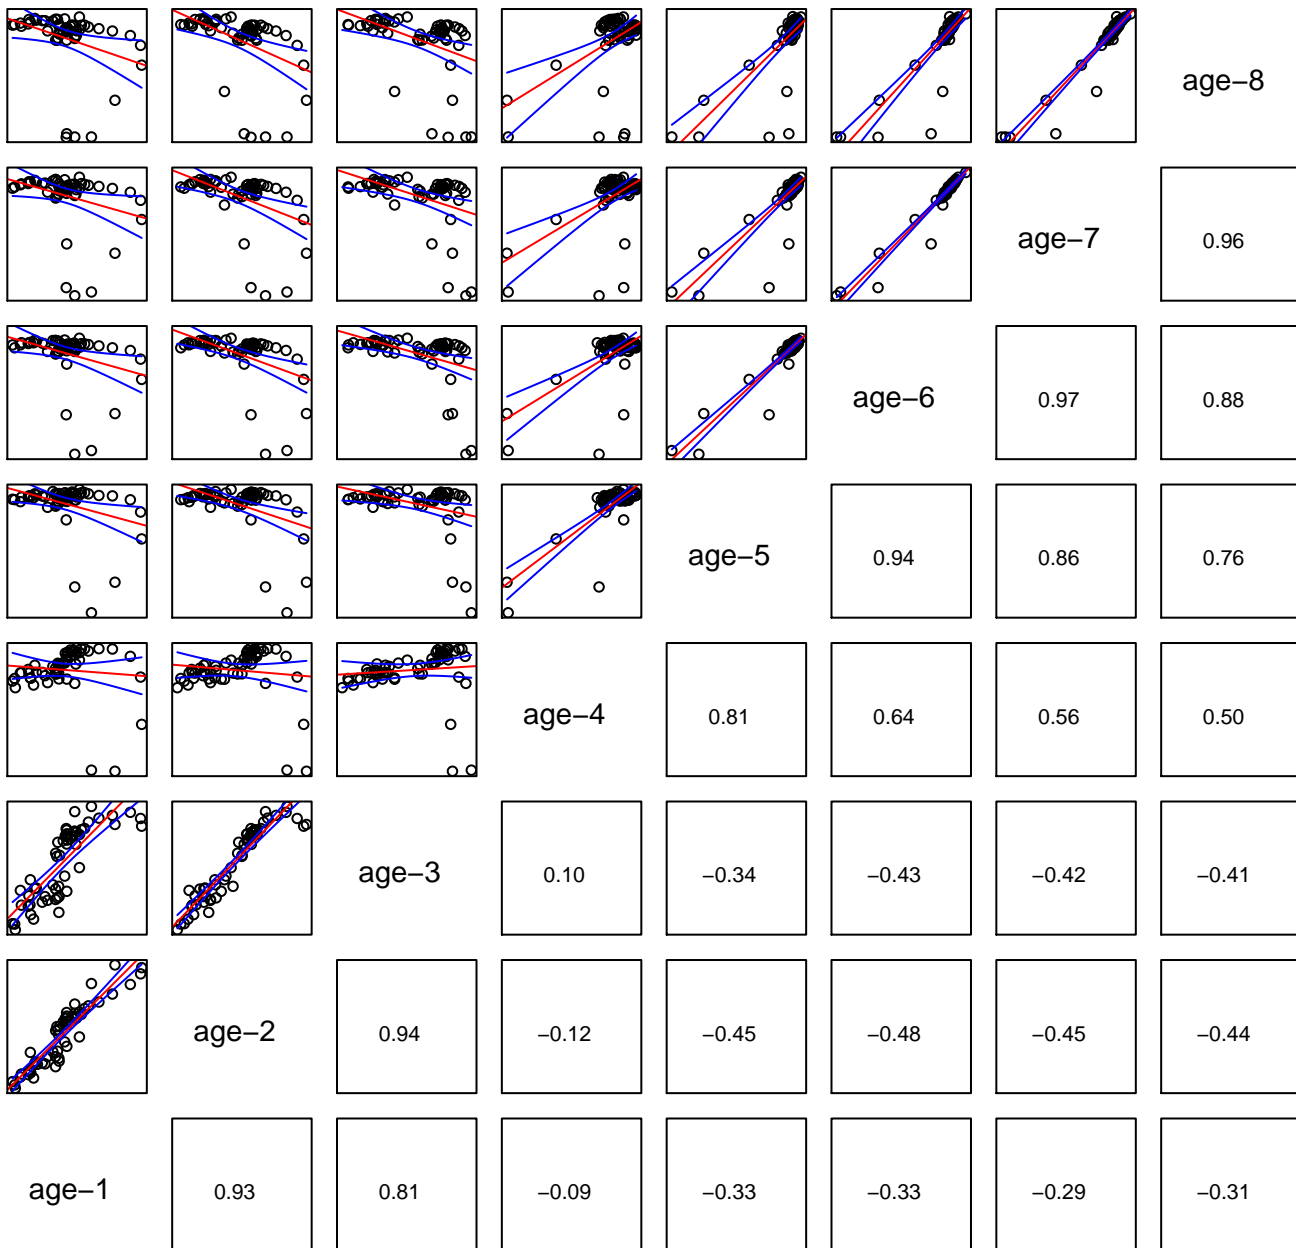 age−8
age−7 0.96
age−6 0.97 0.88
age−5 0.94 0.86 0.76
age−4 0.81 0.64 0.56 0.50
age−3 0.10 −0.34 −0.43 −0.42 −0.41
age−2 0.94 −0.12 −0.45 −0.48 −0.45 −0.44
age−1 0.93 0.81 −0.09 −0.33 −0.33 −0.29 −0.31